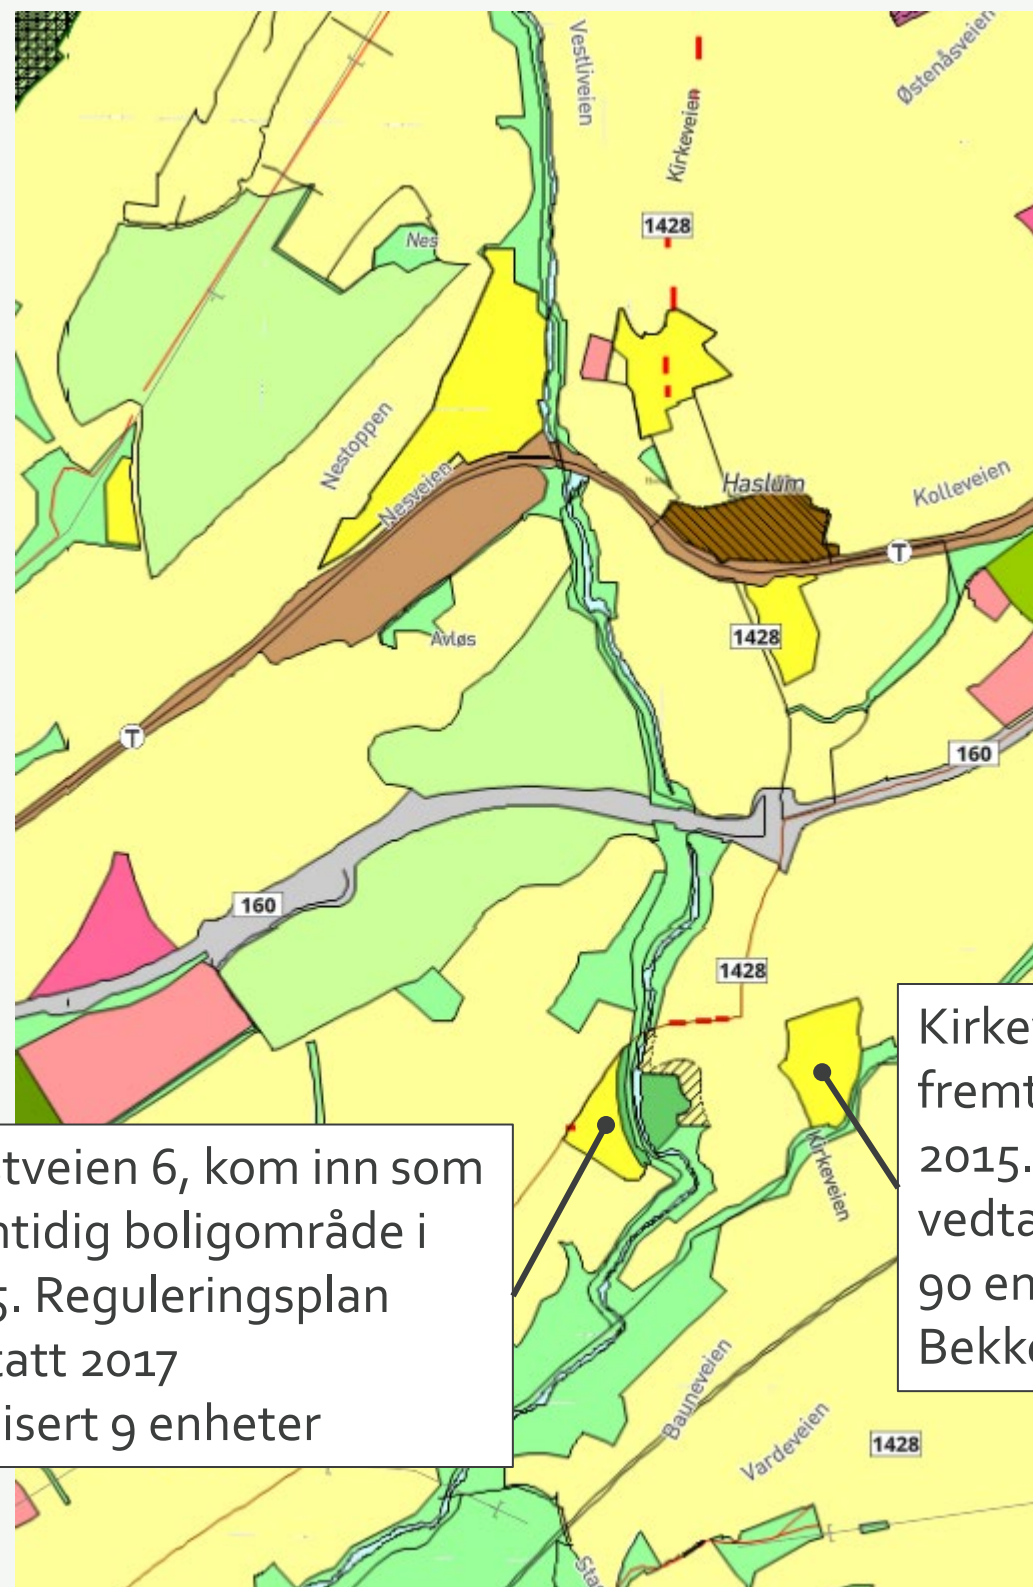 Vestliveien
Østenåsveien
Kirkeveien
1428
Nes
Nestoppen
Nesveien
Haslum
Kolleveien
T
1428
Avløs
T
160
160
1428
Kirkev
fremt
2015.
vedta
90 en
Bekke
Kirkeveien
tveien 6, kom inn som
ntidig boligområde i
5. Reguleringsplan
tatt 2017
isert 9 enheter
Bauneveien
Vardeveien
1428
Sta